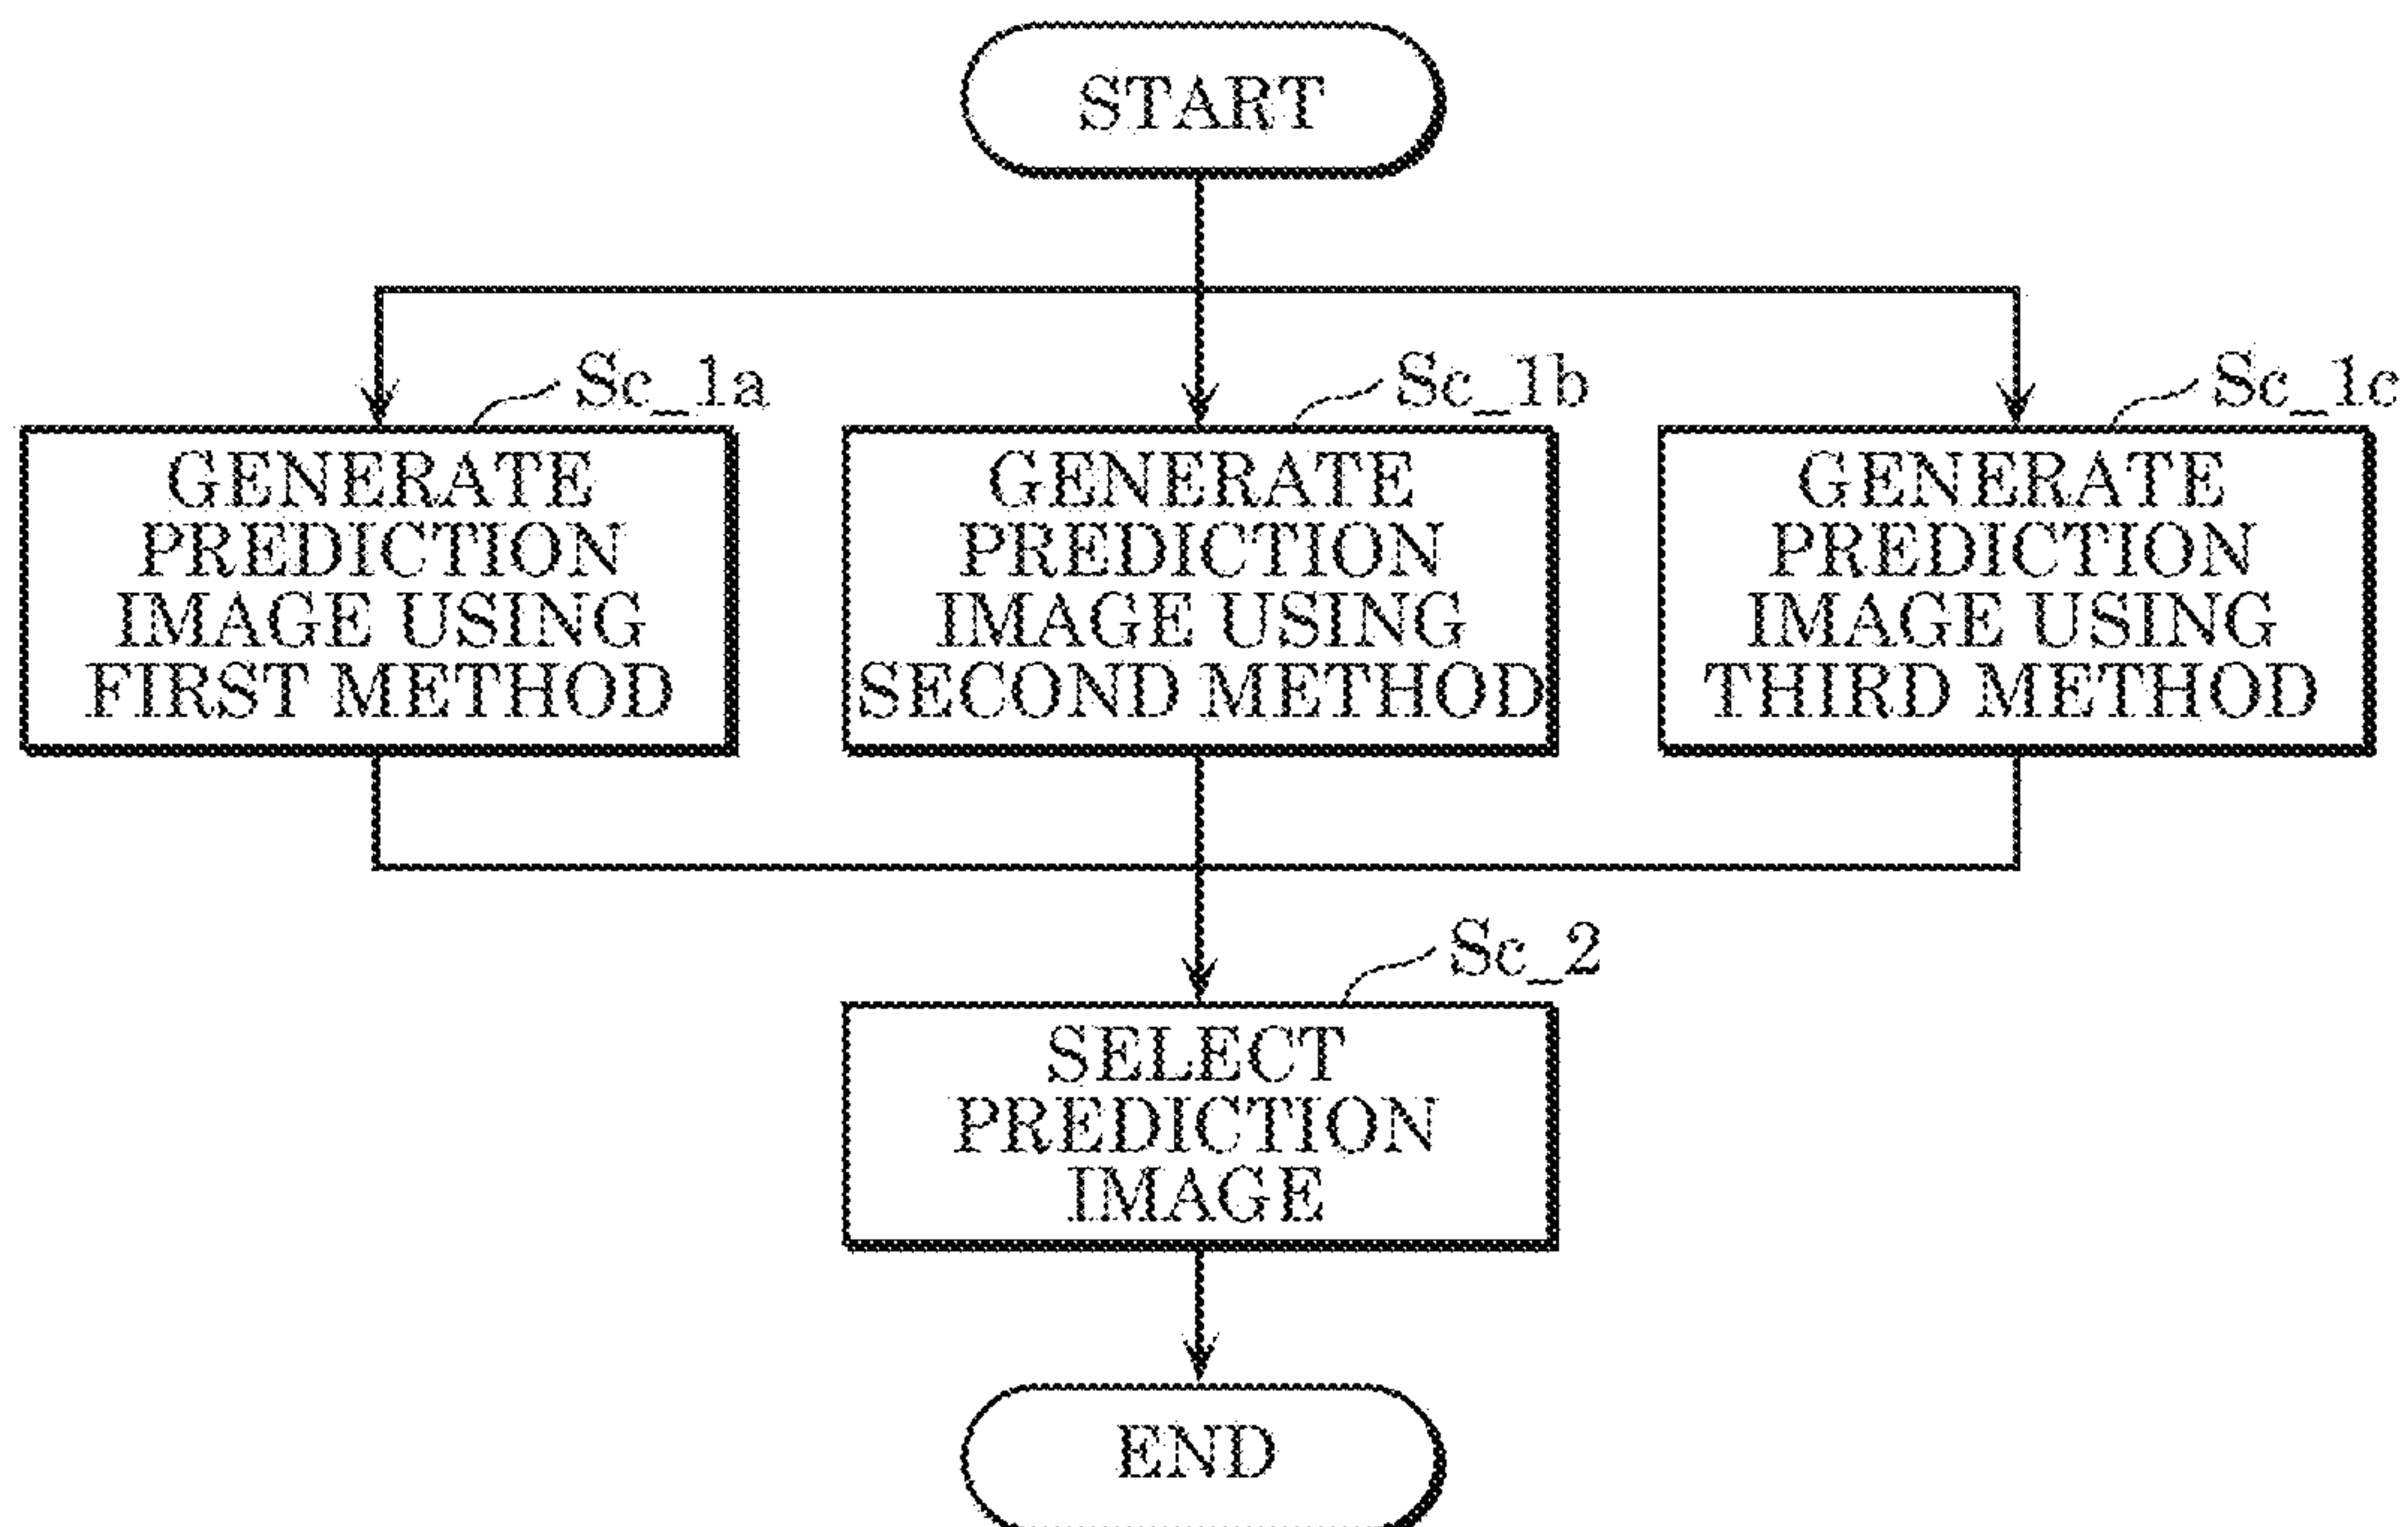 START
Sc_1a
GENERATE
PREDICTION
IMAGE USING
FIRST METHOD
Sc_1b
GENERATE
PREDICTION
IMAGE USING
SECOND METHOD
Sc_1c
GENERATE
PREDICTION
IMAGE USING
THIRD METHOD
Sc_2
SELECT
PREDICTION
IMAGE
END